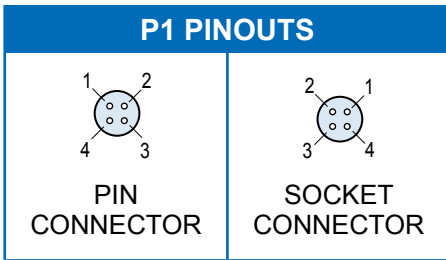 P1 PINOUTS
1 2
4 3
PIN
CONNECTOR
2 1
3 4
SOCKET
CONNECTOR